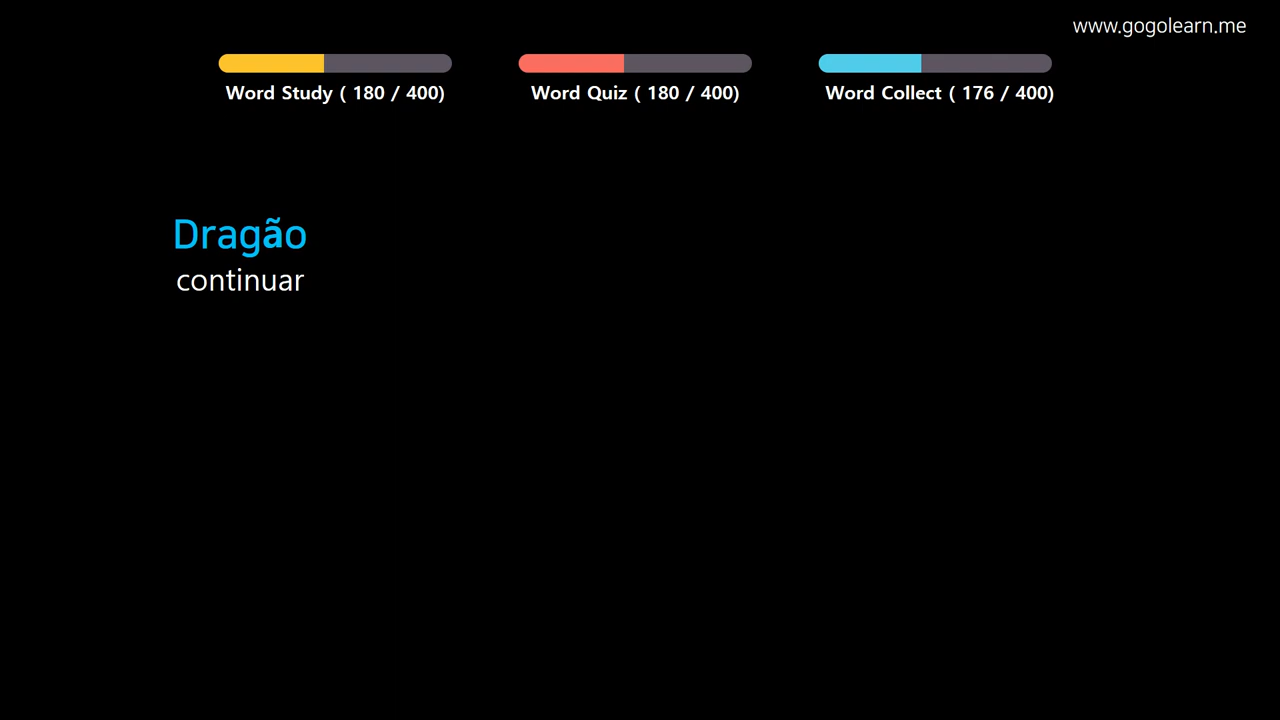 www.gogolearn.me
Word Study ( 180 / 400)
Word Quiz ( 180 / 400)
Word Collect ( 176 / 400)
Dragão
continuar